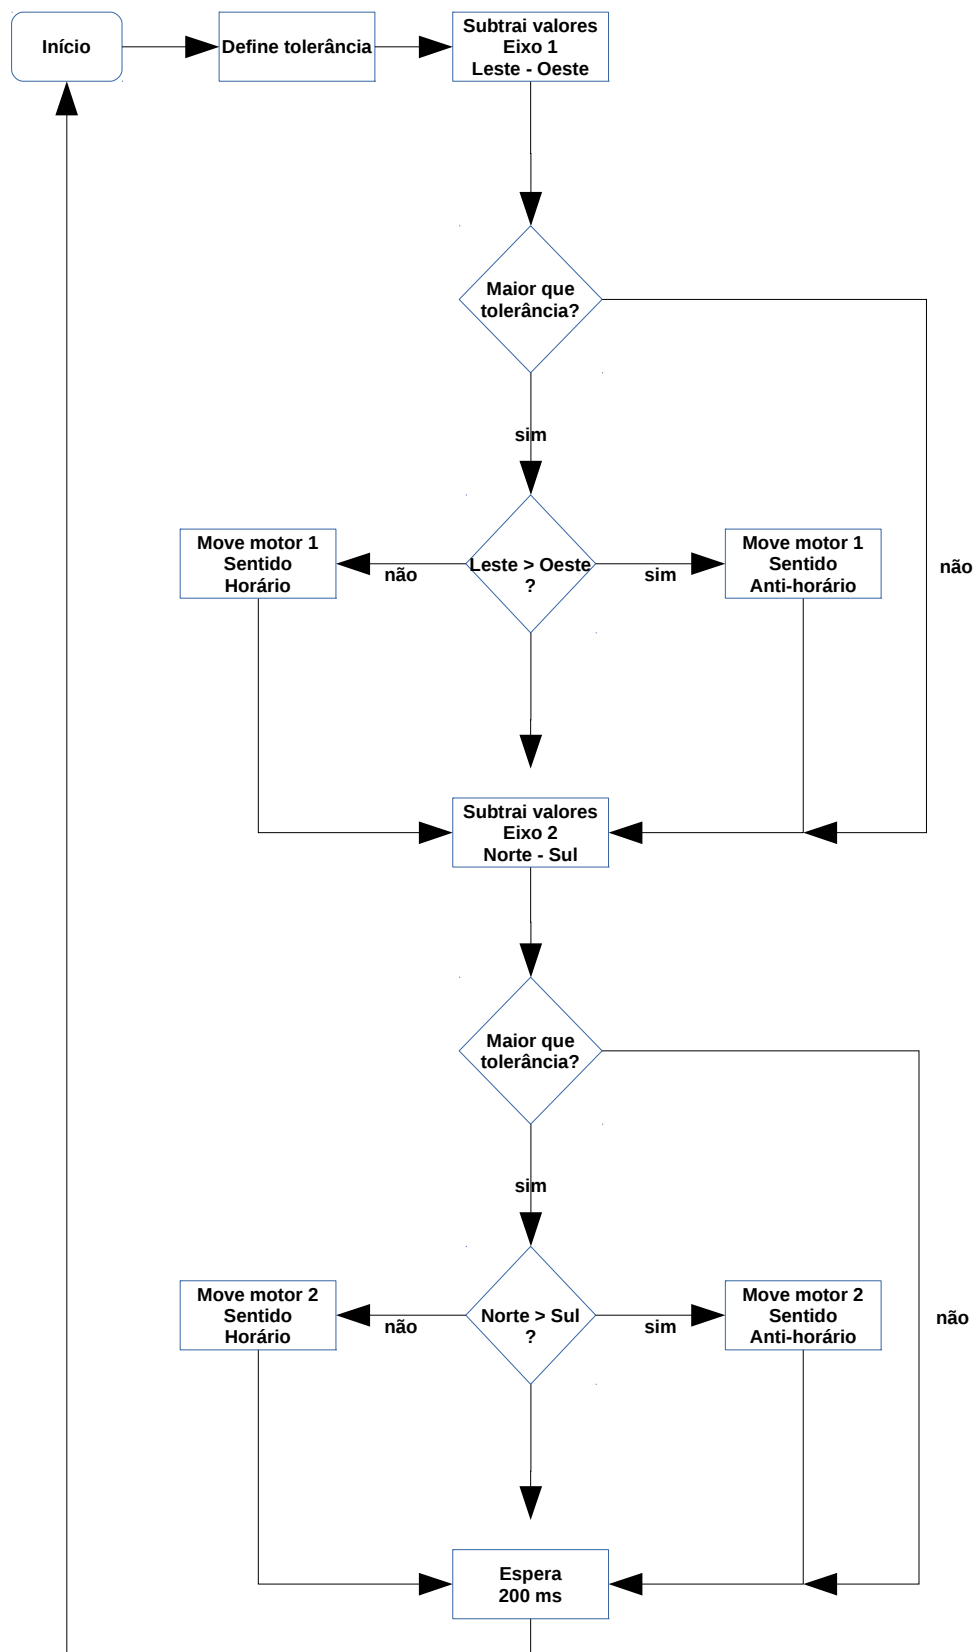 Início
Define tolerância
Subtrai valores
Eixo 1
Leste - Oeste
Maior que
tolerância?
sim
não
Move motor 1
Sentido
Horário
não
Leste > Oeste
?
sim
Move motor 1
Sentido
Anti-horário
Subtrai valores
Eixo 2
Norte - Sul
Maior que
tolerância?
sim
não
Move motor 2
Sentido
Horário
não
Norte > Sul
?
sim
Move motor 2
Sentido
Anti-horário
Espera
200 ms